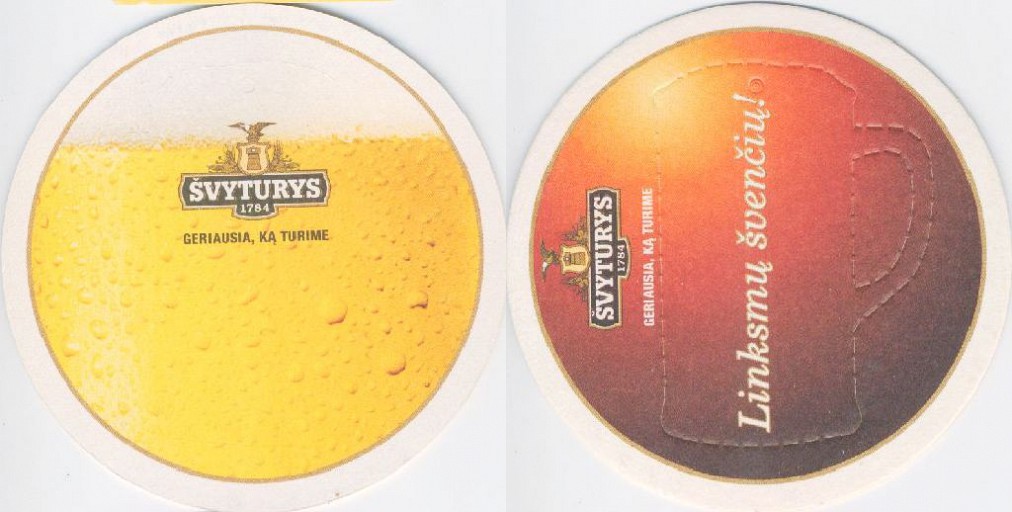 ŠVYTURYS
1784
GERIAUSIA, KĄ TURIME
ŠVYTURYS
1784
GERIAUSIA, KĄ TURIME
Linksmų švenčių!